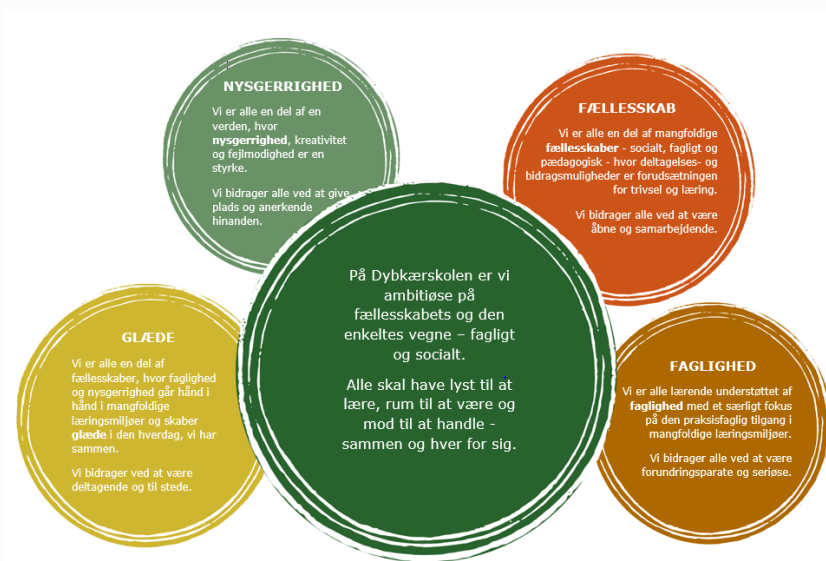 NYSGERRIGHED
Vi er alle en del af en
verden, hvor
nysgerrighed, kreativitet
og fejlmodighed er en
styrke.
Vi bidrager alle ved at give
plads og anerkende
hinanden.
FÆLLESSKAB
Vi er alle en del af mangfoldige
fællesskaber - socialt, fagligt og
pædagogisk - hvor deltagelses- og
bidragsmuligheder er forudsætningen
for trivsel og læring.
Vi bidrager alle ved at være
åbne og samarbejdende.
På Dybkærskolen er vi
ambitiøse på
fællesskabets og den
enkeltes vegne – fagligt
og socialt.
Alle skal have lyst til at
lære, rum til at være og
mod til at handle -
sammen og hver for sig.
GLÆDE
Vi er alle en del af
fællesskaber, hvor faglighed
og nysgerrighed går hånd i
hånd i mangfoldige
læringsmiljøer og skaber
glæde i den hverdag, vi har
sammen.
Vi bidrager ved at være
deltagende og til stede.
FAGLIGHED
Vi er alle lærende understøttet af
faglighed med et særligt fokus
på den praksisfaglig tilgang i
mangfoldige læringsmiljøer.
Vi bidrager alle ved at være
forundringsparate og seriøse.